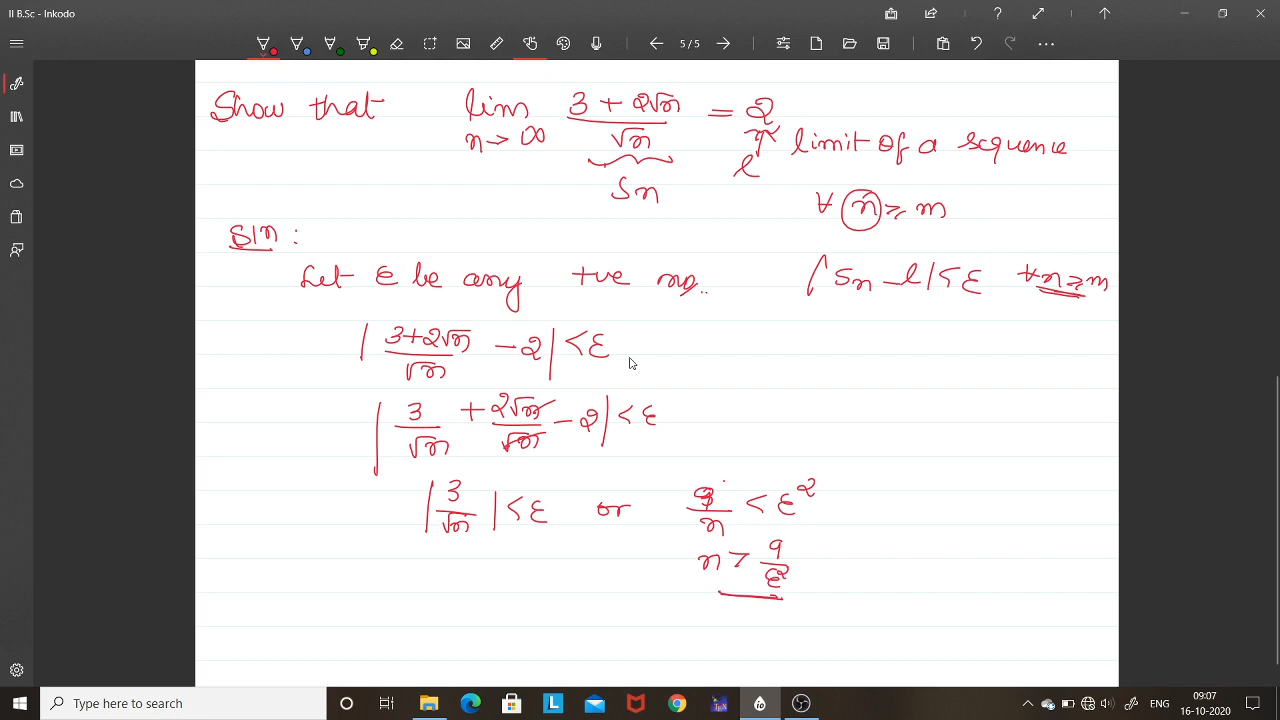 II B.Sc - Inkodo
5/5
Show that lim n→∞ (3 + 2√n)/√n = 2
Sn
l
limit of a sequence
∀ n ≥ m
Sln :
Let ε be any +ve no..
|Sn - l| < ε ∀ n ≥ m
|(3+2√n)/√n - 2| < ε
|3/√n + 2√n/√n - 2| < ε
|3/√n| < ε or 9/n < ε²
n > 9/ε²
Type here to search
L
ENG
09:07
16-10-2020